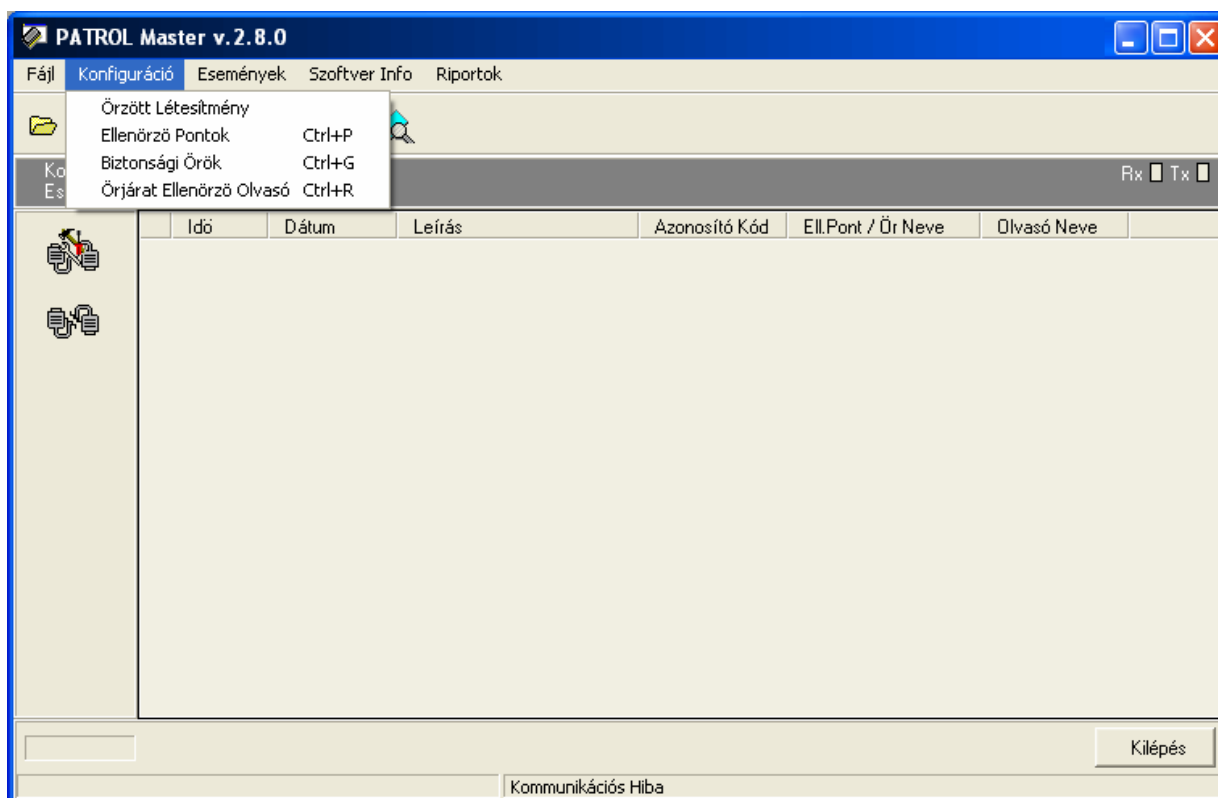 PATROL Master v.2.8.0
Fájl Konfiguráció Események Szoftver Info Riportok
Örzött Létesítmény
Ellenörzö Pontok Ctrl+P
Biztonsági Örök Ctrl+G
Örjárat Ellenörzö Olvasó Ctrl+R
Ko
Es
Rx Tx
Idö Dátum Leírás Azonosító Kód Ell.Pont / Ör Neve Olvasó Neve
Kilépés
Kommunikációs Hiba